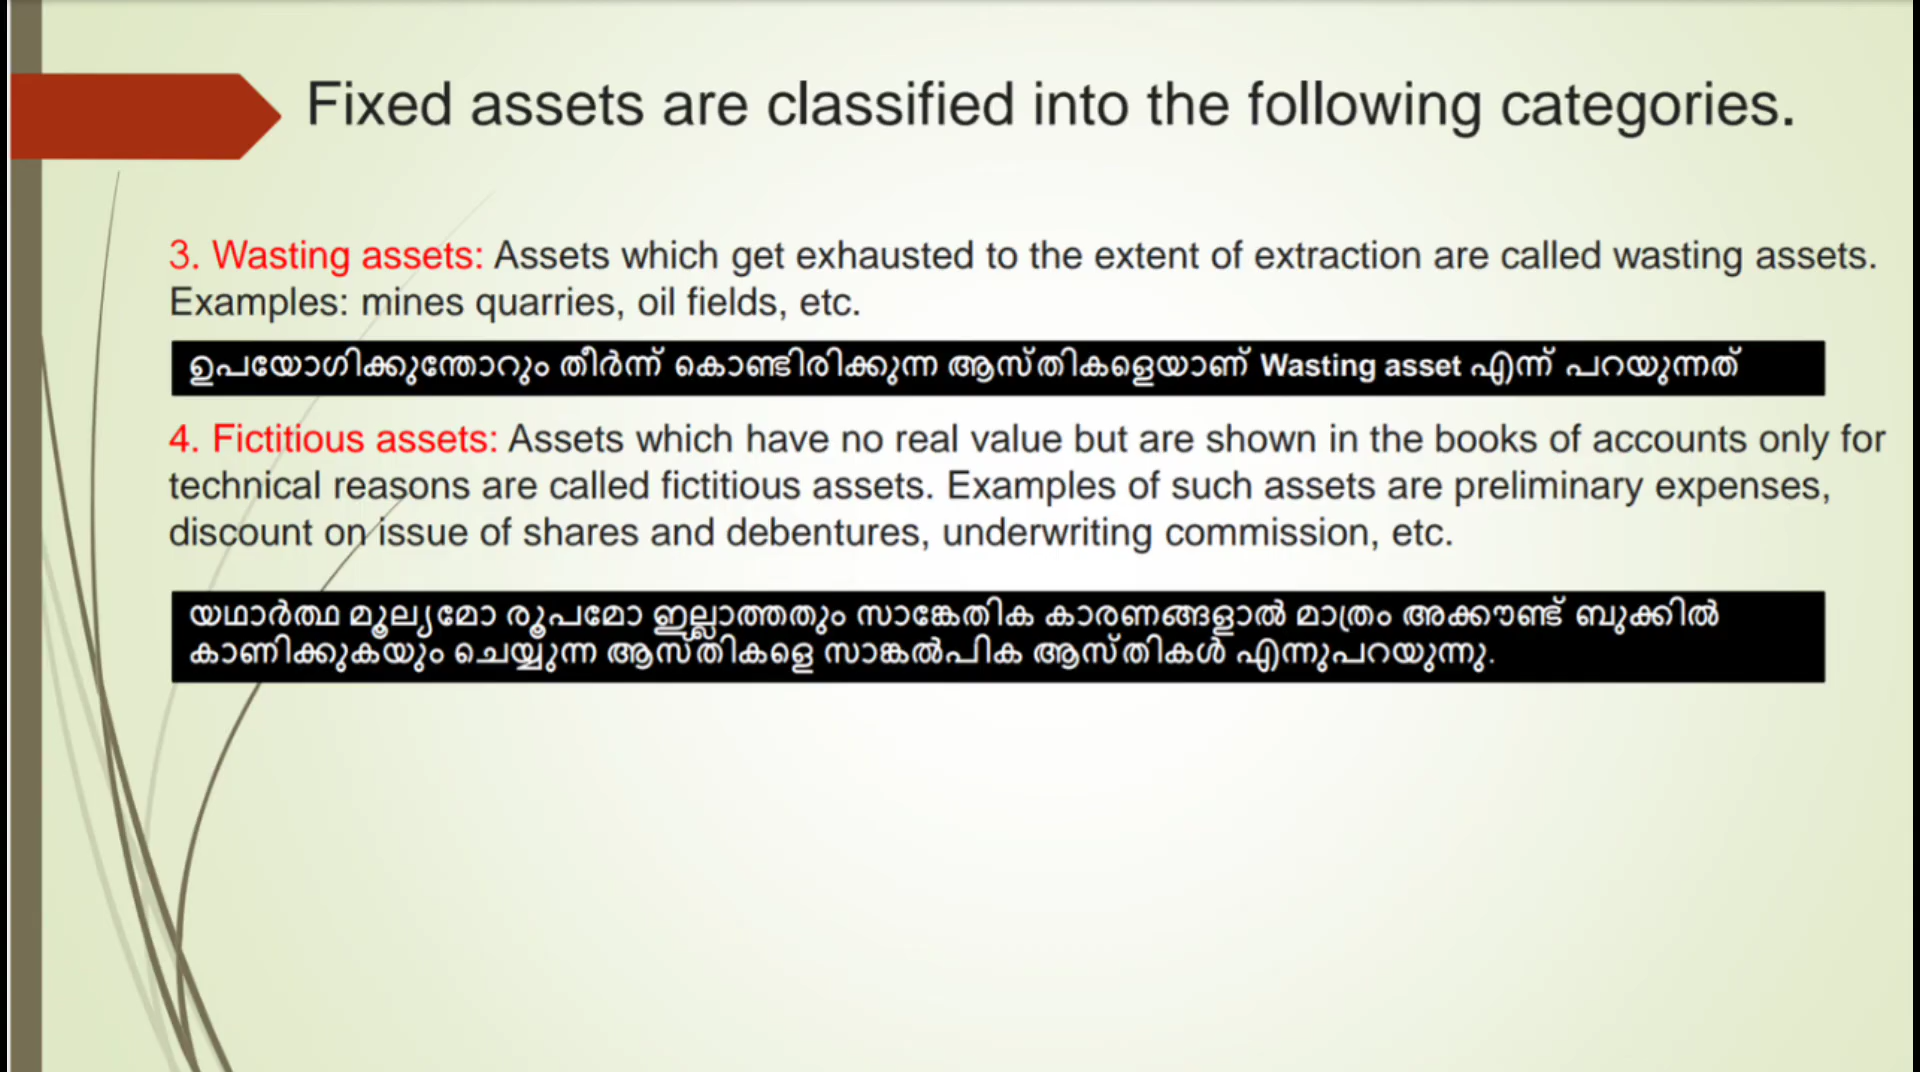 Fixed assets are classified into the following categories.
3. Wasting assets: Assets which get exhausted to the extent of extraction are called wasting assets.
Examples: mines quarries, oil fields, etc.
ഉപയോഗിക്കുന്തോറും തീർന്ന് കൊണ്ടിരിക്കുന്ന ആസ്തികളെയാണ് Wasting asset എന്ന് പറയുന്നത്
4. Fictitious assets: Assets which have no real value but are shown in the books of accounts only for
technical reasons are called fictitious assets. Examples of such assets are preliminary expenses,
discount on issue of shares and debentures, underwriting commission, etc.
യഥാർത്ഥ മൂല്യമോ രൂപമോ ഇല്ലാത്തതും സാങ്കേതിക കാരണങ്ങളാൽ മാത്രം അക്കൗണ്ട് ബുക്കിൽ
കാണിക്കുകയും ചെയ്യുന്ന ആസ്തികളെ സാങ്കൽപിക ആസ്തികൾ എന്നുപറയുന്നു.